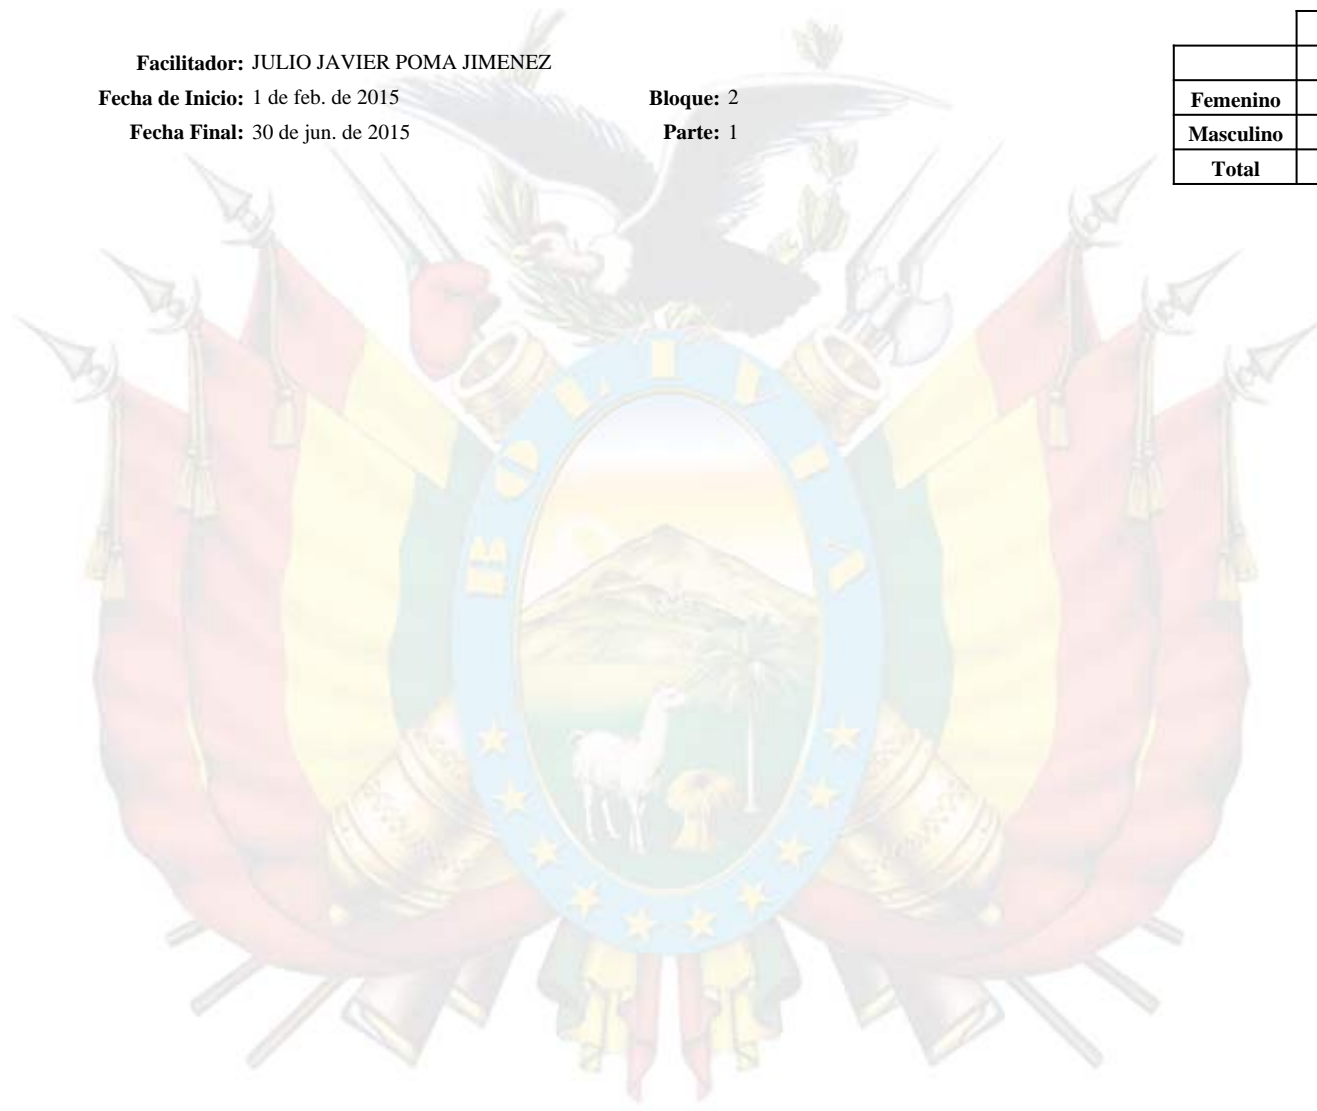 Facilitador: JULIO JAVIER POMA JIMENEZ
Fecha de Inicio: 1 de feb. de 2015 Bloque: 2
Fecha Final: 30 de jun. de 2015 Parte: 1
Femenino
Masculino
Total
BOLIVIA